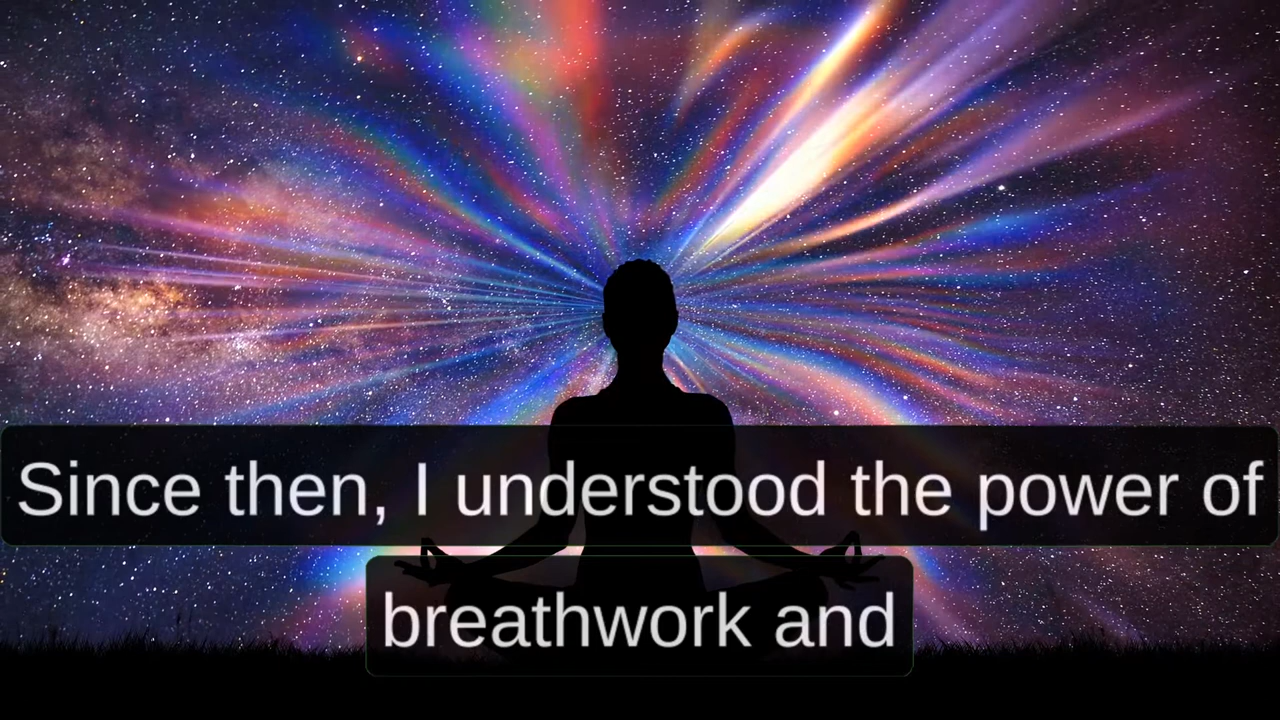 Since then, I understood the power of
breathwork and